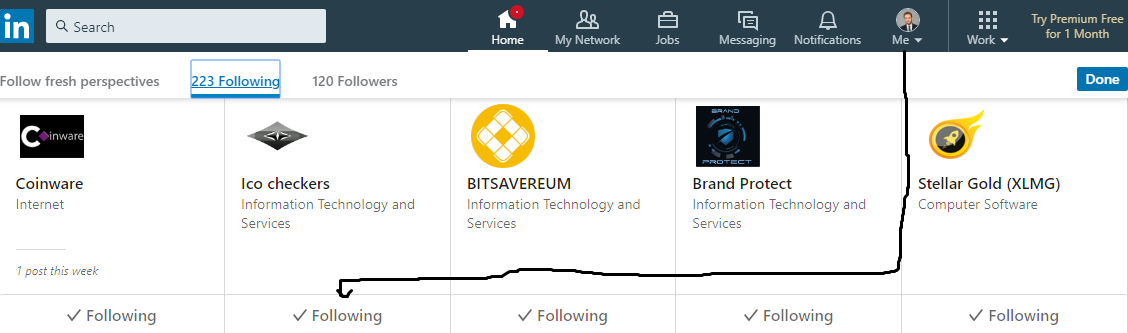 in
Search
Home
My Network
Jobs
Messaging
Notifications
Me
Work
Try Premium Free
for 1 Month
Follow fresh perspectives
223 Following
120 Followers
Done
Coinware
Coinware
Internet
1 post this week
Following
Ico checkers
Information Technology and
Services
Following
BITSAVEREUM
Information Technology and
Services
Following
BRAND
PROTECT
Brand Protect
Information Technology and
Services
Following
Stellar Gold (XLMG)
Computer Software
Following